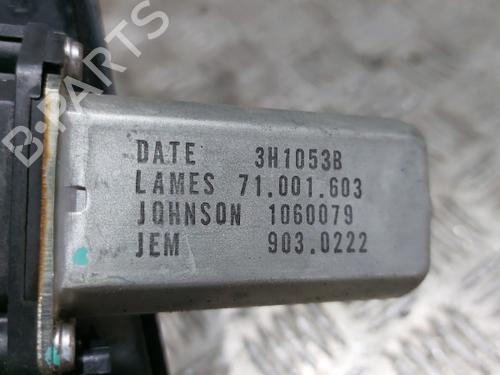 B-PARTS
DATE 3H1053B
LAMES 71.001.603
JOHNSON 1060079
JEM 903.0222